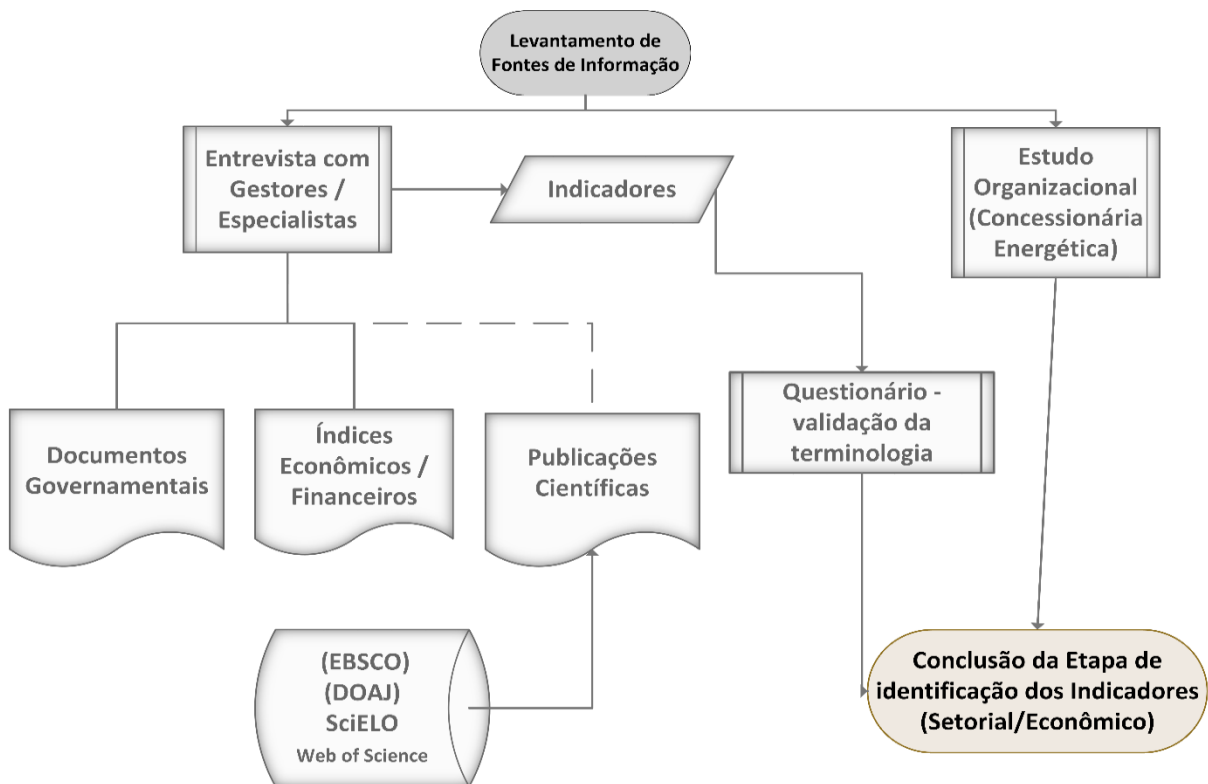 Levantamento de
Fontes de Informação
Entrevista com
Gestores /
Especialistas
Indicadores
Estudo
Organizacional
(Concessionária
Energética)
Questionário -
validação da
terminologia
Documentos
Governamentais
Índices
Econômicos /
Financeiros
Publicações
Científicas
(EBSCO)
(DOAJ)
SciELO
Web of Science
Conclusão da Etapa de
identificação dos Indicadores
(Setorial/Econômico)